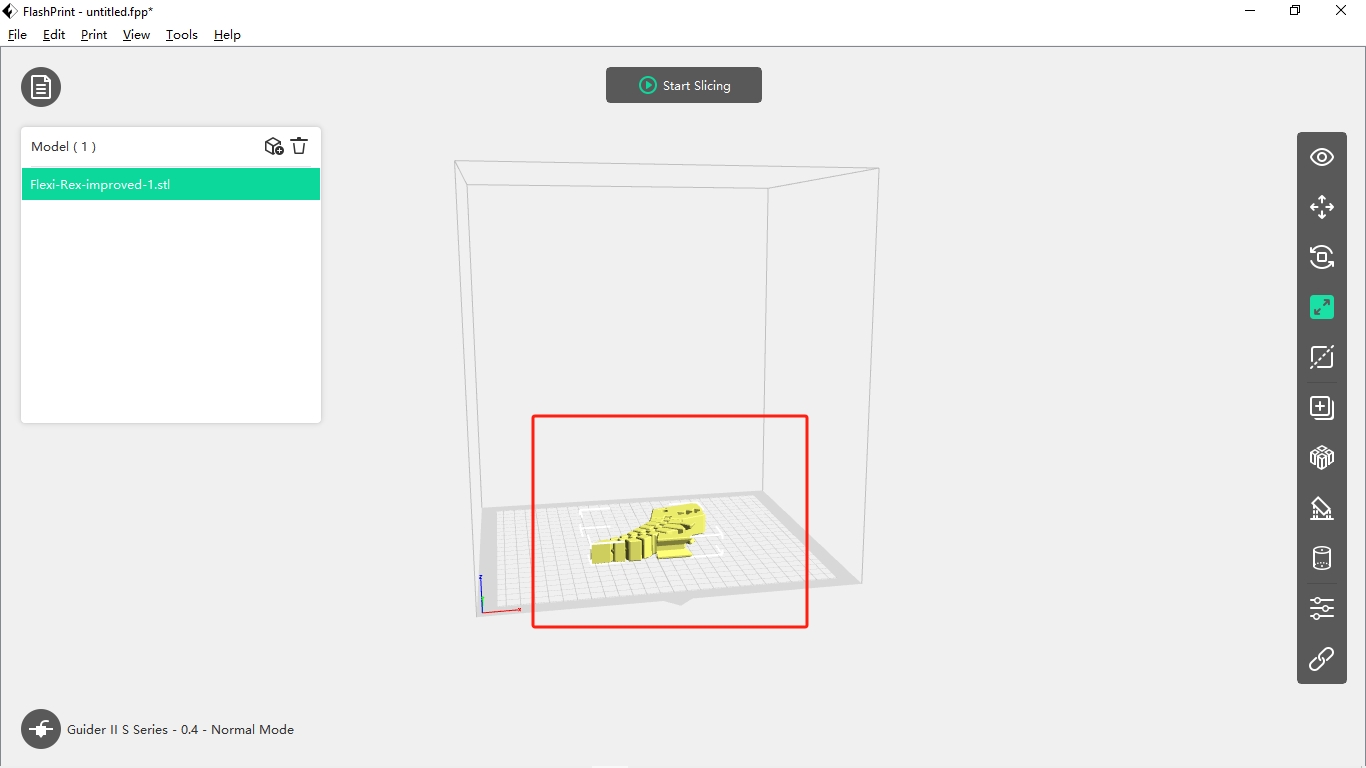 FlashPrint - untitled.fpp*
File Edit Print View Tools Help
Start Slicing
Model ( 1 )
Flexi-Rex-improved-1.stl
z
x
Guider II S Series - 0.4 - Normal Mode